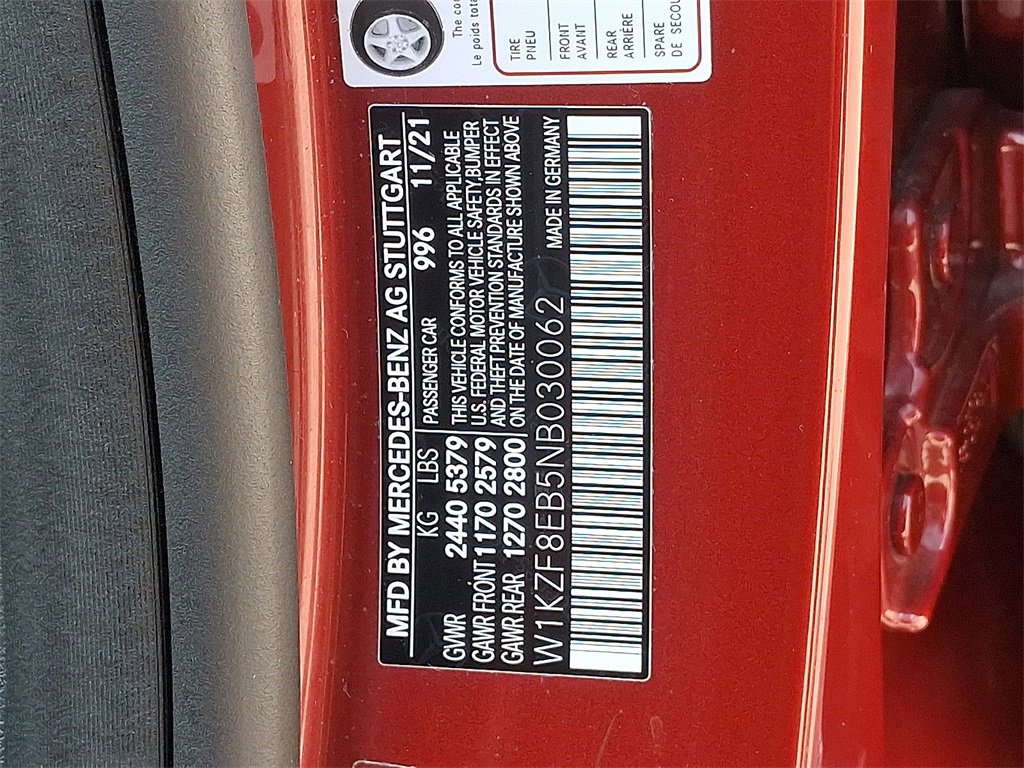 The co
Le poids tota
TIRE
PNEU
FRONT
AVANT
REAR
ARRIÈRE
SPARE
DE SECOU
MFD BY MERCEDES-BENZ AG STUTTGART
KG LBS PASSENGER CAR 996 11/21
GWWR 2440 5379 THIS VEHICLE CONFORMS TO ALL APPLICABLE
GAWR FRONT 1170 2579 U.S. FEDERAL MOTOR VEHICLE SAFETY,BUMPER
AND THEFT PREVENTION STANDARDS IN EFFECT
GAWR REAR 1270 2800 ON THE DATE OF MANUFACTURE SHOWN ABOVE
W1KZF8EB5NB030062 MADE IN GERMANY